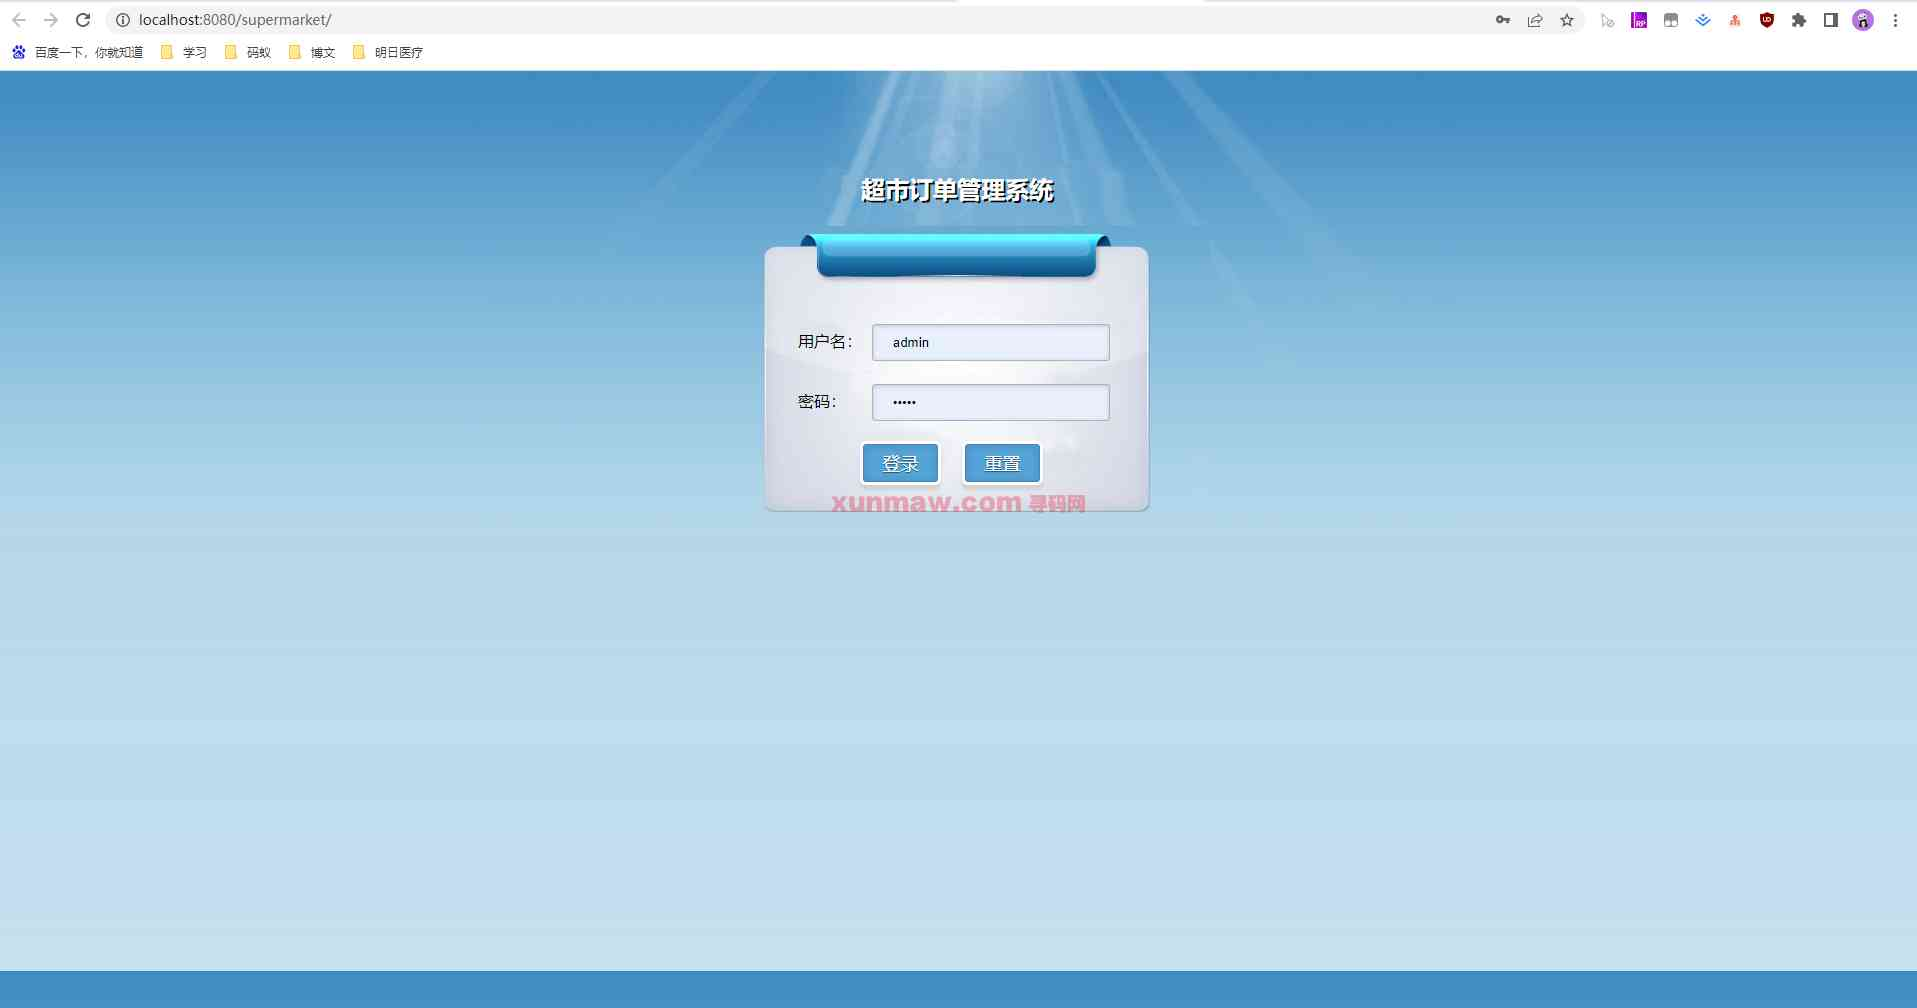 localhost:8080/supermarket/
百度一下，你就知道 学习 码蚁 博文 明日医疗
超市订单管理系统
用户名： admin
密码： •••••
登录 重置
xunmaw.com 寻码网